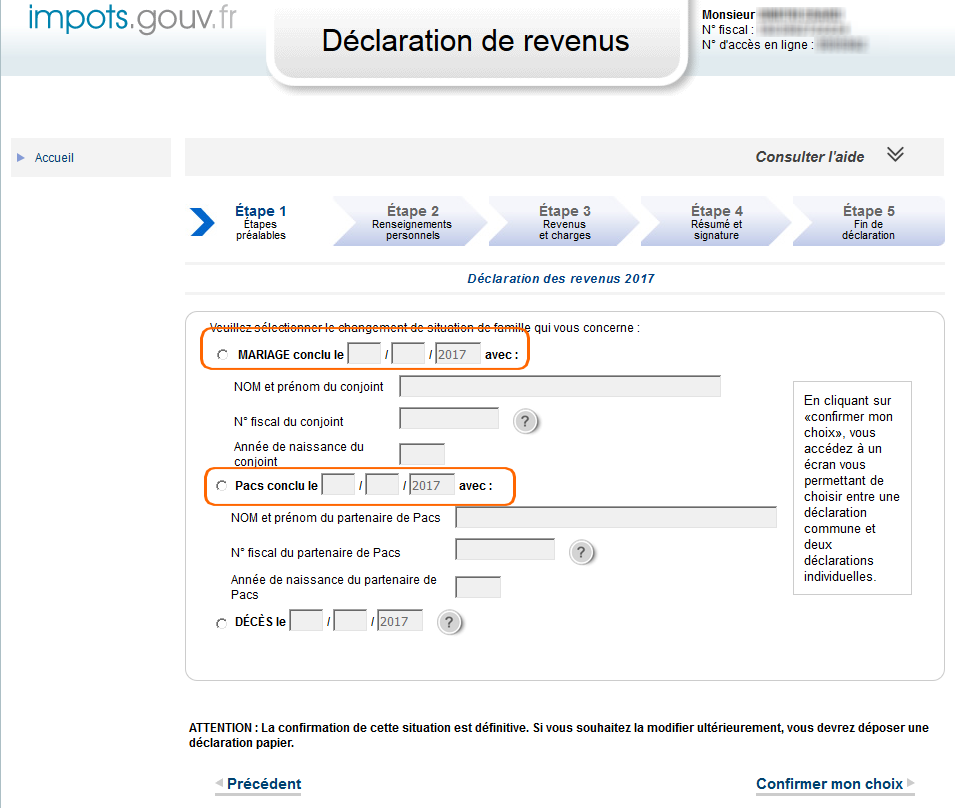 impots.gouv.fr
Déclaration de revenus
Monsieur
N° fiscal :
N° d'accès en ligne :
Accueil
Consulter l'aide
Étape 1
Étapes
préalables
Étape 2
Renseignements
personnels
Étape 3
Revenus
et charges
Étape 4
Résumé et
signature
Étape 5
Fin de
déclaration
Déclaration des revenus 2017
Veuillez sélectionner le changement de situation de famille qui vous concerne :
MARIAGE conclu le / / 2017 avec :
NOM et prénom du conjoint
N° fiscal du conjoint ?
Année de naissance du
conjoint
Pacs conclu le / / 2017 avec :
NOM et prénom du partenaire de Pacs
N° fiscal du partenaire de Pacs ?
Année de naissance du partenaire de
Pacs
DÉCÈS le / / 2017 ?
En cliquant sur
«confirmer mon
choix», vous
accédez à un
écran vous
permettant de
choisir entre une
déclaration
commune et
deux
déclarations
individuelles.
ATTENTION : La confirmation de cette situation est définitive. Si vous souhaitez la modifier ultérieurement, vous devrez déposer une
déclaration papier.
Précédent
Confirmer mon choix